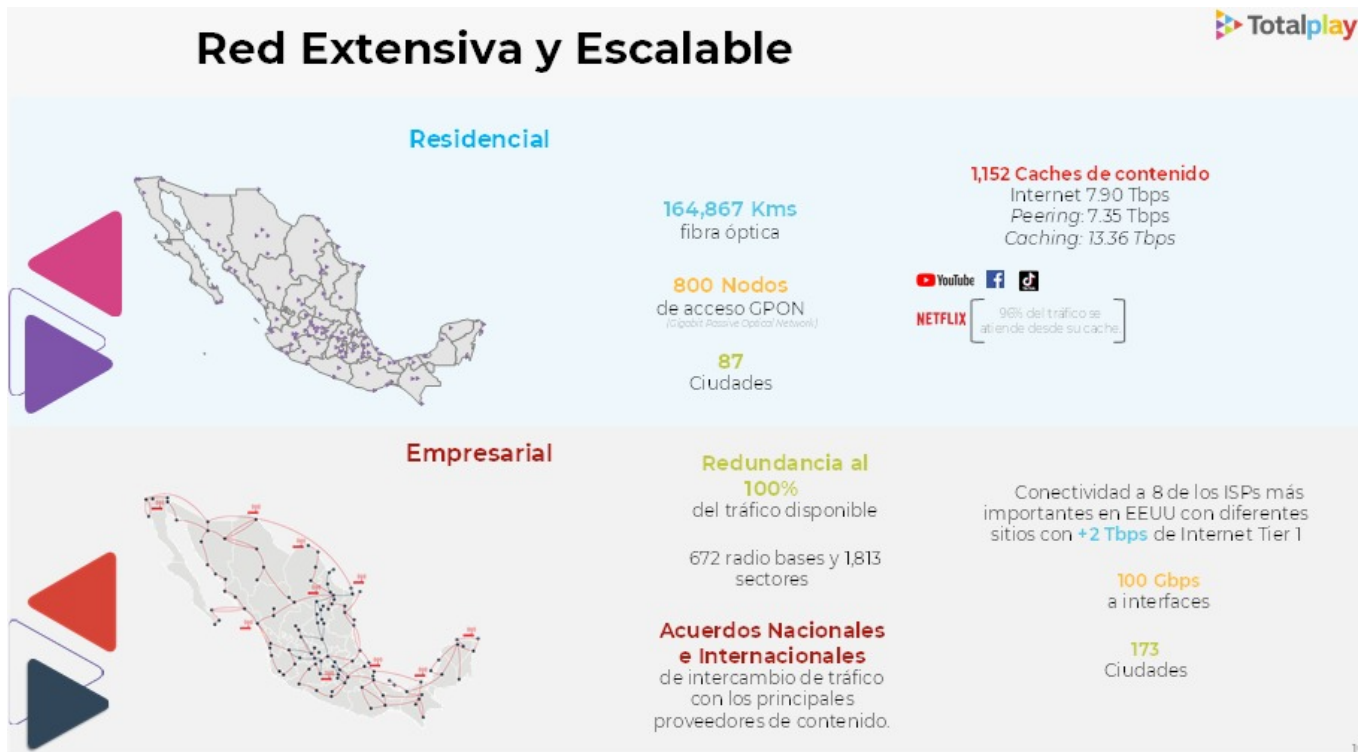 Totalplay
Red Extensiva y Escalable
Residencial
164,867 Kms
fibra óptica
800 Nodos
de acceso GPON
(Gigabit Passive Optical Network)
87
Ciudades
1,152 Caches de contenido
Internet 7.90 Tbps
Peering: 7.35 Tbps
Caching: 13.36 Tbps
YouTube
NETFLIX
96% del tráfico se
atiende desde su cache.
Empresarial
Redundancia al
100%
del tráfico disponible
672 radio bases y 1,813
sectores
Acuerdos Nacionales
e Internacionales
de intercambio de tráfico
con los principales
proveedores de contenido.
Conectividad a 8 de los ISPs más
importantes en EEUU con diferentes
sitios con +2 Tbps de Internet Tier 1
100 Gbps
a interfaces
173
Ciudades